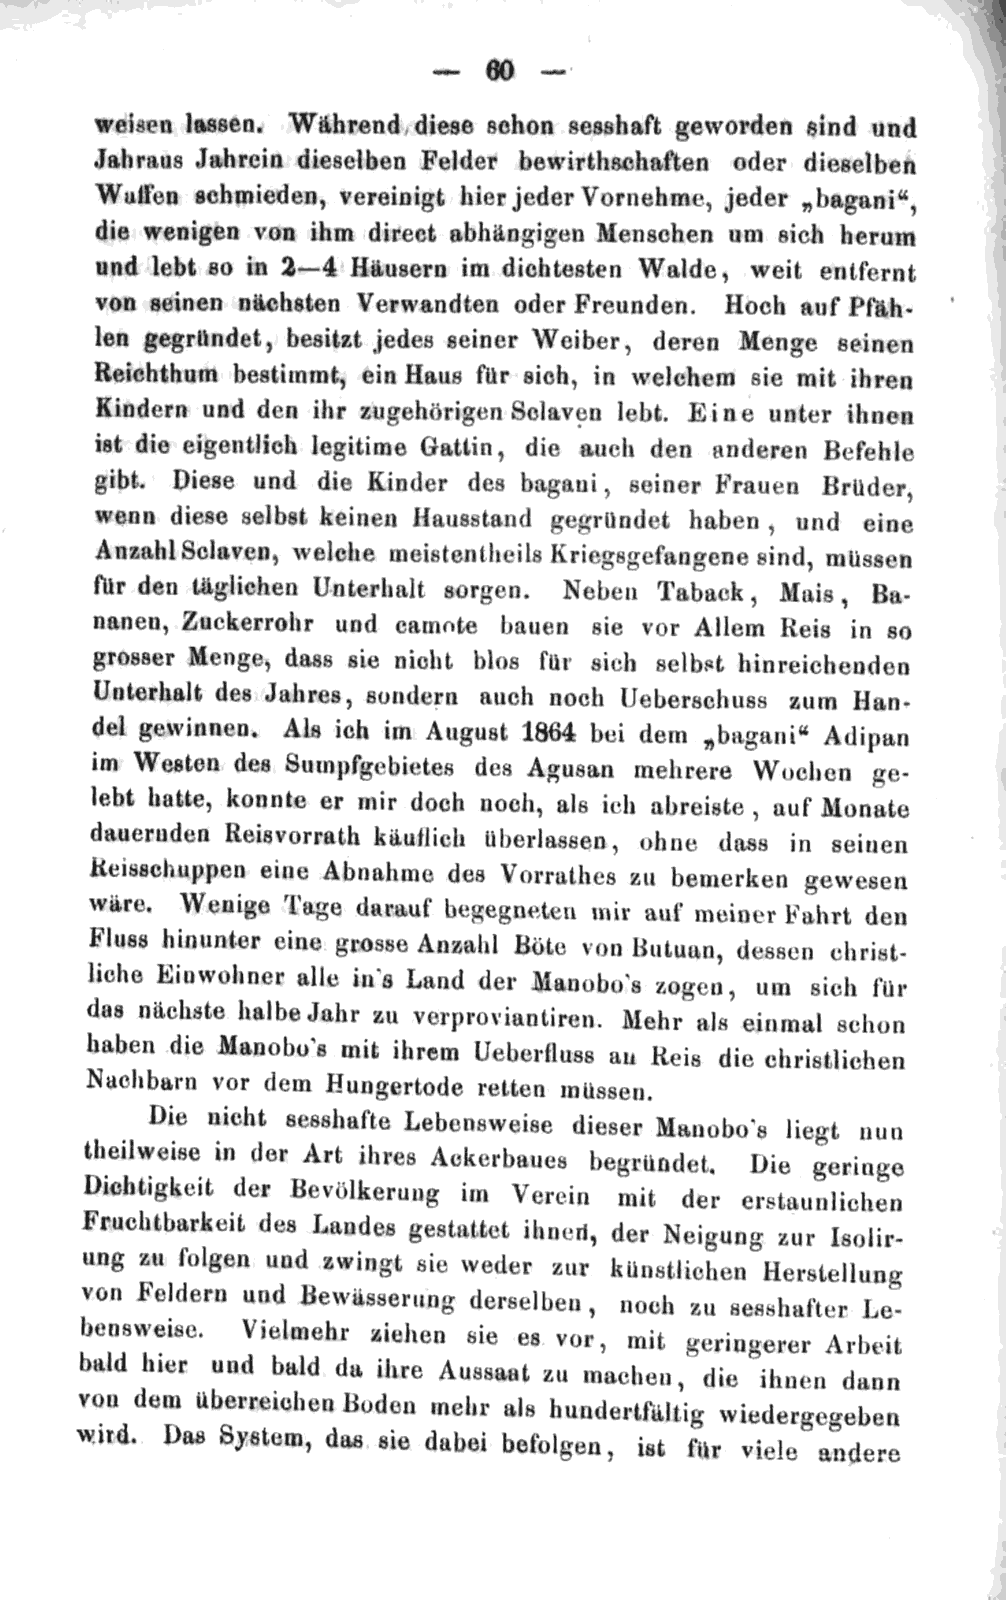 — 60 —
weisen lassen. Während diese schon sesshaft geworden sind und
Jahraus Jahrein dieselben Felder bewirthschaften oder dieselben
Waffen schmieden, vereinigt hier jeder Vornehme, jeder „bagani“,
die wenigen von ihm direct abhängigen Menschen um sich herum
und lebt so in 2—4 Häusern im dichtesten Walde, weit entfernt
von seinen nächsten Verwandten oder Freunden. Hoch auf Pfäh-
len gegründet, besitzt jedes seiner Weiber, deren Menge seinen
Reichthum bestimmt, ein Haus für sich, in welchem sie mit ihren
Kindern und den ihr zugehörigen Sclaven lebt. Eine unter ihnen
ist die eigentlich legitime Gattin, die auch den anderen Befehle
gibt. Diese und die Kinder des bagani, seiner Frauen Brüder,
wenn diese selbst keinen Hausstand gegründet haben, und eine
Anzahl Sclaven, welche meistentheils Kriegsgefangene sind, müssen
für den täglichen Unterhalt sorgen. Neben Taback, Mais, Ba-
nanen, Zuckerrohr und camote bauen sie vor Allem Reis in so
grosser Menge, dass sie nicht blos für sich selbst hinreichenden
Unterhalt des Jahres, sondern auch noch Ueberschuss zum Han-
del gewinnen. Als ich im August 1864 bei dem „bagani“ Adipan
im Westen des Sumpfgebietes des Agusan mehrere Wochen ge-
lebt hatte, konnte er mir doch noch, als ich abreiste, auf Monate
dauernden Reisvorrath käuflich überlassen, ohne dass in seinen
Reisschuppen eine Abnahme des Vorrathes zu bemerken gewesen
wäre. Wenige Tage darauf begegneten mir auf meiner Fahrt den
Fluss hinunter eine grosse Anzahl Böte von Butuan, dessen christ-
liche Einwohner alle in's Land der Manobo's zogen, um sich für
das nächste halbe Jahr zu verproviantiren. Mehr als einmal schon
haben die Manobo's mit ihrem Ueberfluss an Reis die christlichen
Nachbarn vor dem Hungertode retten müssen.
Die nicht sesshafte Lebensweise dieser Manobo's liegt nun
theilweise in der Art ihres Ackerbaues begründet. Die geringe
Dichtigkeit der Bevölkerung im Verein mit der erstaunlichen
Fruchtbarkeit des Landes gestattet ihnen, der Neigung zur Isolir-
ung zu folgen und zwingt sie weder zur künstlichen Herstellung
von Feldern und Bewässerung derselben, noch zu sesshafter Le-
bensweise. Vielmehr ziehen sie es vor, mit geringerer Arbeit
bald hier und bald da ihre Aussaat zu machen, die ihnen dann
von dem überreichen Boden mehr als hundertfältig wiedergegeben
wird. Das System, das sie dabei befolgen, ist für viele andere